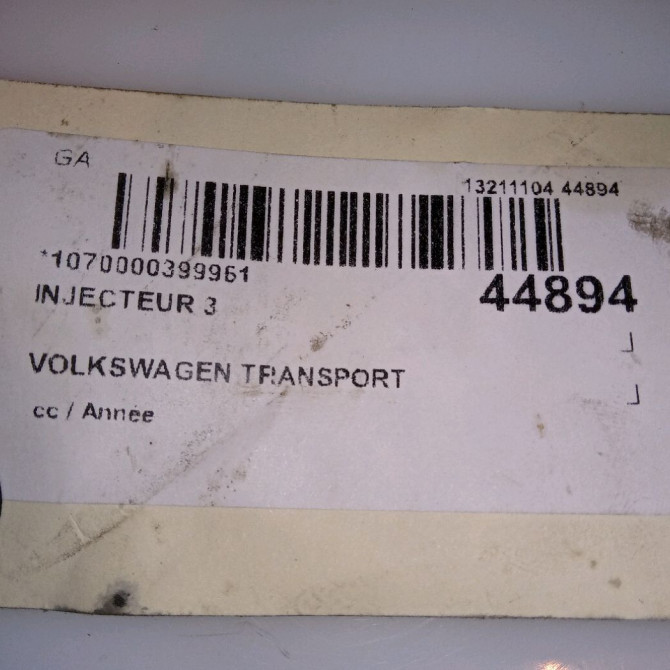 GA
13211104 44894
*1070000399961
44894
INJECTEUR 3
VOLKSWAGEN TRANSPORT
cc / Année